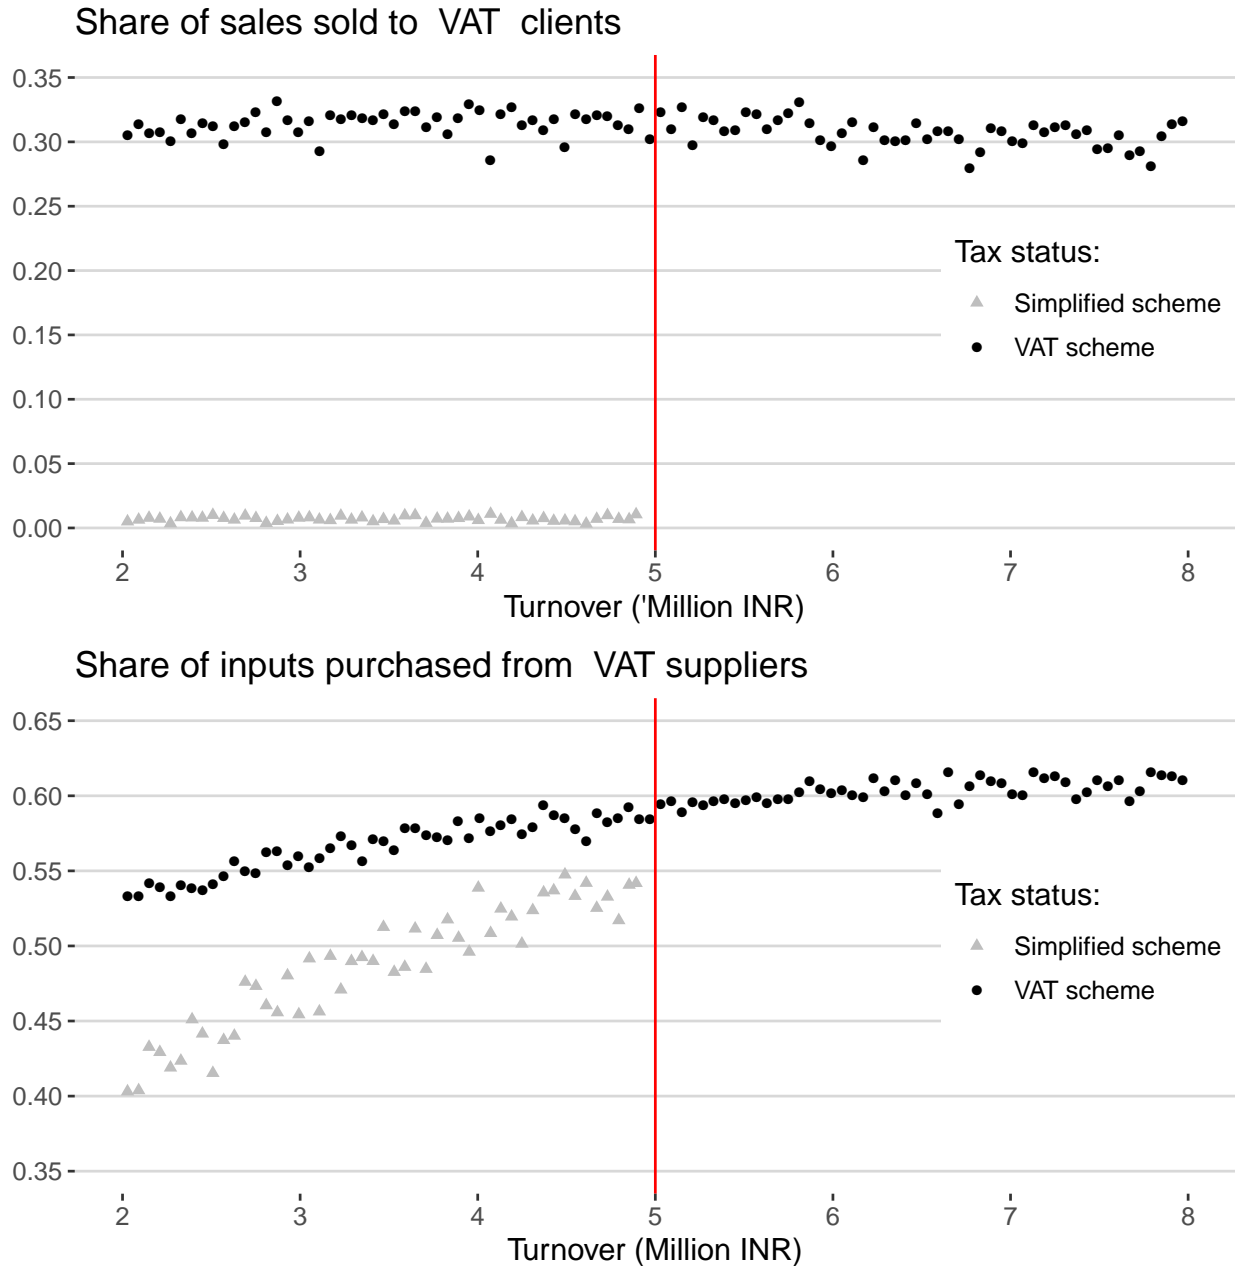 Share of sales sold to  VAT  clients
0.35
0.30
0.25
0.20
0.15
0.10
0.05
0.00
Tax status:
Simplified scheme
VAT scheme
2 3 4 5 6 7 8
Turnover ('Million INR)
Share of inputs purchased from  VAT suppliers
0.65
0.60
0.55
0.50
0.45
0.40
0.35
Tax status:
Simplified scheme
VAT scheme
2 3 4 5 6 7 8
Turnover (Million INR)